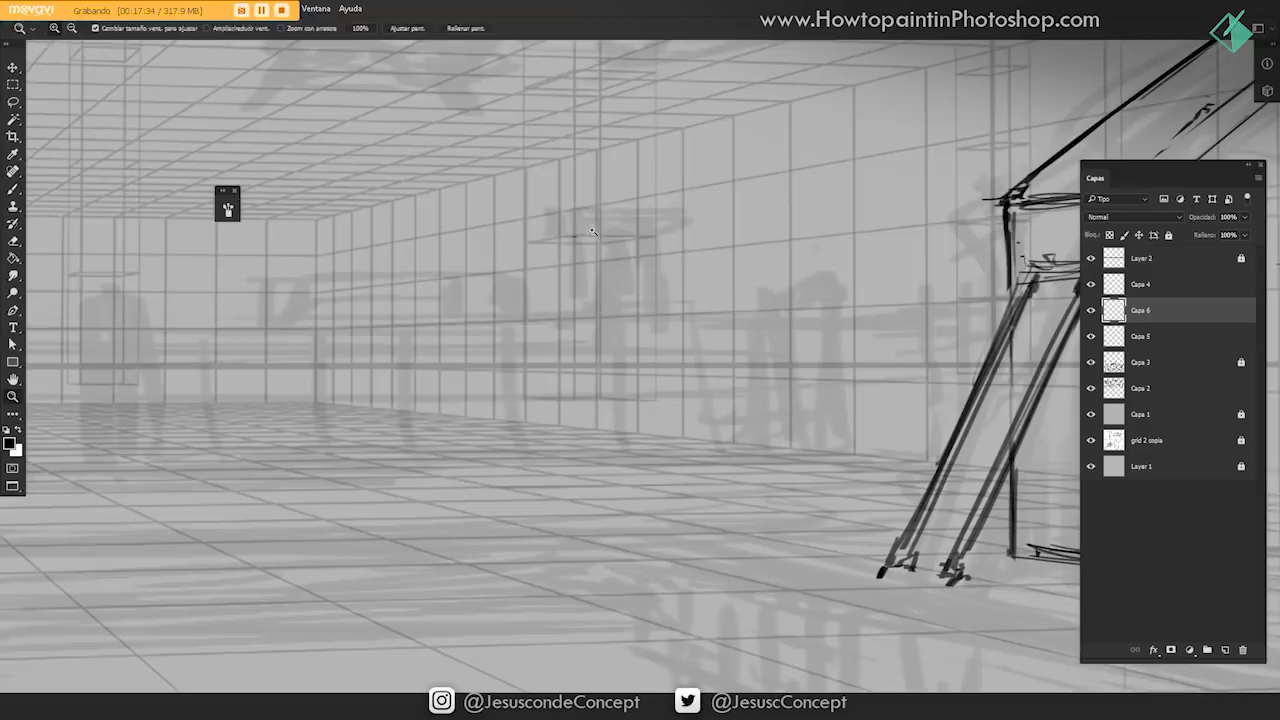 movavi
Grabando [00:17:34 / 317.9 MB]
Ventana Ayuda
www.HowtopaintinPhotoshop.com
Cambiar tamaño vent. para ajustar
Ampliar/reducir vent.
Zoom con arrastre
100%
Ajustar pant.
Rellenar pant.
Capas
Tipo
Normal
Opacidad: 100%
Bloq.:
Relleno: 100%
Layer 2
Capa 4
Capa 6
Capa 5
Capa 3
Capa 2
Capa 1
grid 2 copia
Layer 1
fx
@JesuscondeConcept
@JesuscConcept